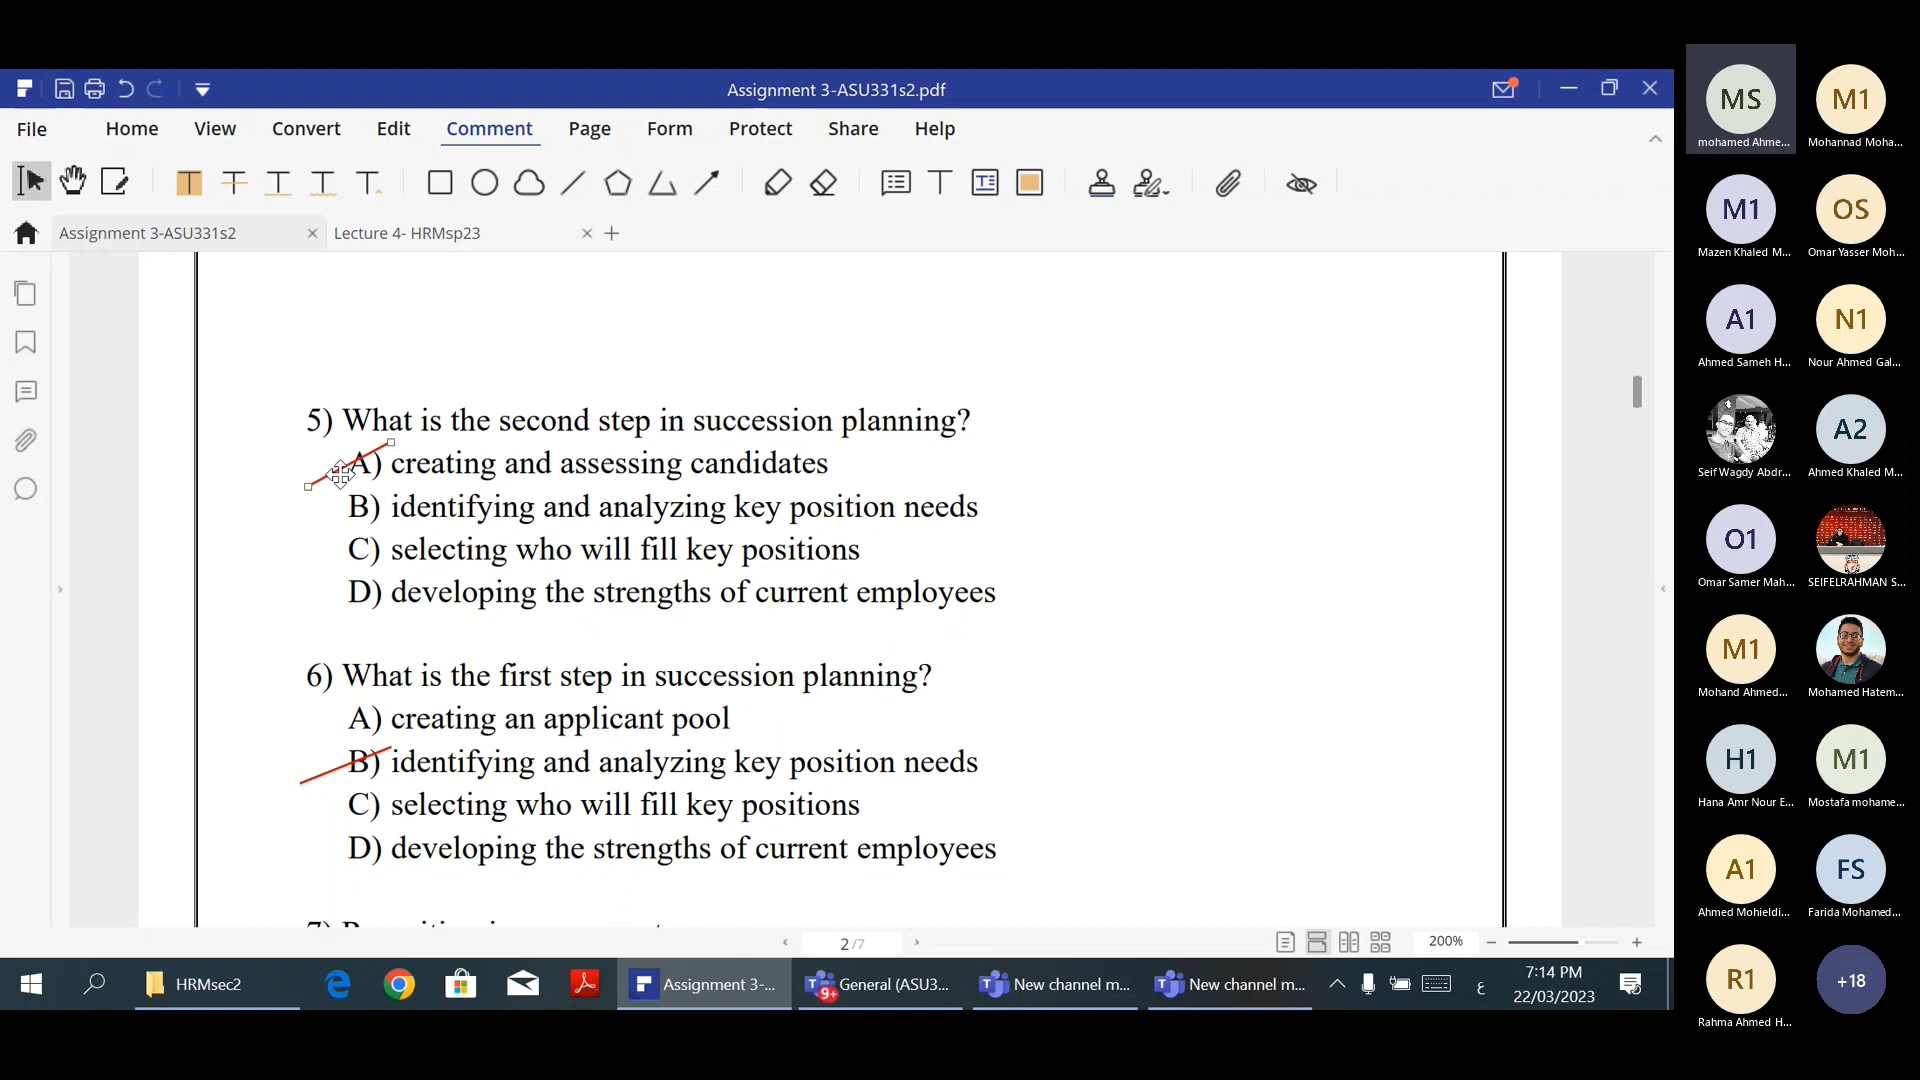 Assignment 3-ASU331s2.pdf
File Home View Convert Edit Comment Page Form Protect Share Help
Assignment 3-ASU331s2 Lecture 4- HRMsp23
5) What is the second step in succession planning?
A) creating and assessing candidates
B) identifying and analyzing key position needs
C) selecting who will fill key positions
D) developing the strengths of current employees
6) What is the first step in succession planning?
A) creating an applicant pool
B) identifying and analyzing key position needs
C) selecting who will fill key positions
D) developing the strengths of current employees
2 /7
200%
HRMsec2
Assignment 3-...
9+ General (ASU3...
New channel m...
New channel m...
ع
7:14 PM
22/03/2023
MS M1
mohamed Ahme... Mohannad Moha...
M1 OS
Mazen Khaled M... Omar Yasser Moh...
A1 N1
Ahmed Sameh H... Nour Ahmed Gal...
A2
Seif Wagdy Abdr... Ahmed Khaled M...
O1
Omar Samer Mah... SEIFELRAHMAN S...
M1
Mohand Ahmed... Mohamed Hatem...
H1 M1
Hana Amr Nour E... Mostafa mohame...
A1 FS
Ahmed Mohieldi... Farida Mohamed...
R1 +18
Rahma Ahmed H...